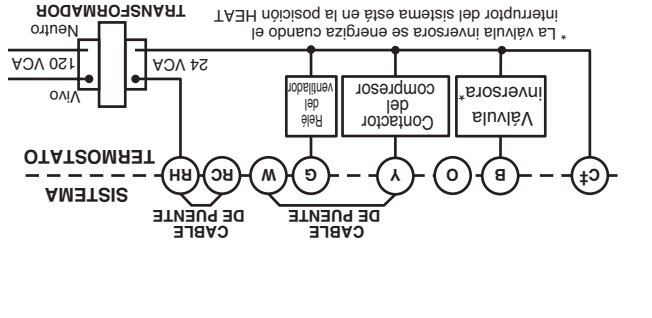 CABLE
DE PUENTE
CABLE
DE PUENTE
SISTEMA
TERMOSTATO
C‡
B
O
Y
G
W
RC
RH
Válvula
inversora*
Contactor
del
compresor
Relé
del
ventilador
24 VCA
120 VCA
Vivo
Neutro
TRANSFORMADOR
* La válvula inversora se energiza cuando el
interruptor del sistema está en la posición HEAT